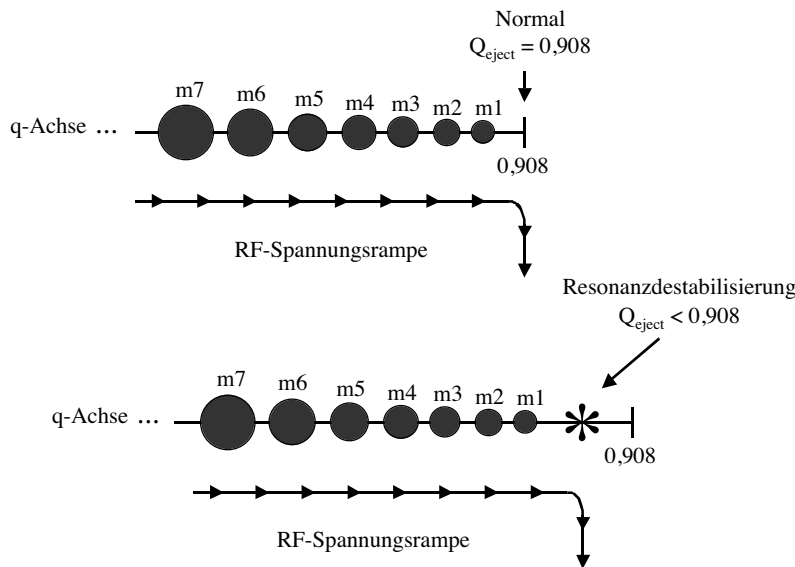 Normal
Q_eject = 0,908
m7 m6 m5 m4 m3 m2 m1
q-Achse ...
0,908
RF-Spannungsrampe
Resonanzdestabilisierung
Q_eject < 0,908
m7 m6 m5 m4 m3 m2 m1
q-Achse ...
0,908
RF-Spannungsrampe